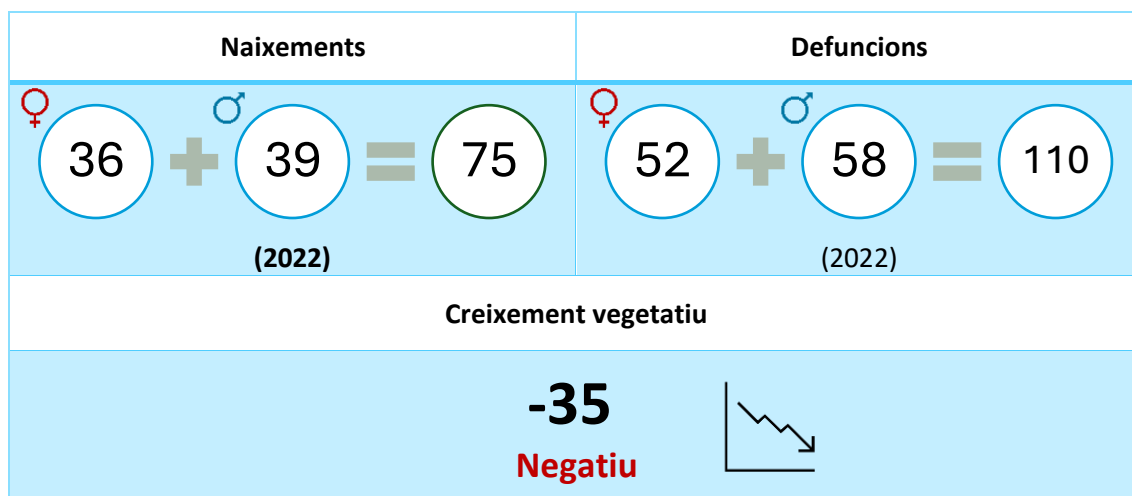 Naixements
Defuncions
♀ 36 + ♂ 39 = 75
♀ 52 + ♂ 58 = 110
(2022)
(2022)
Creixement vegetatiu
-35
Negatiu